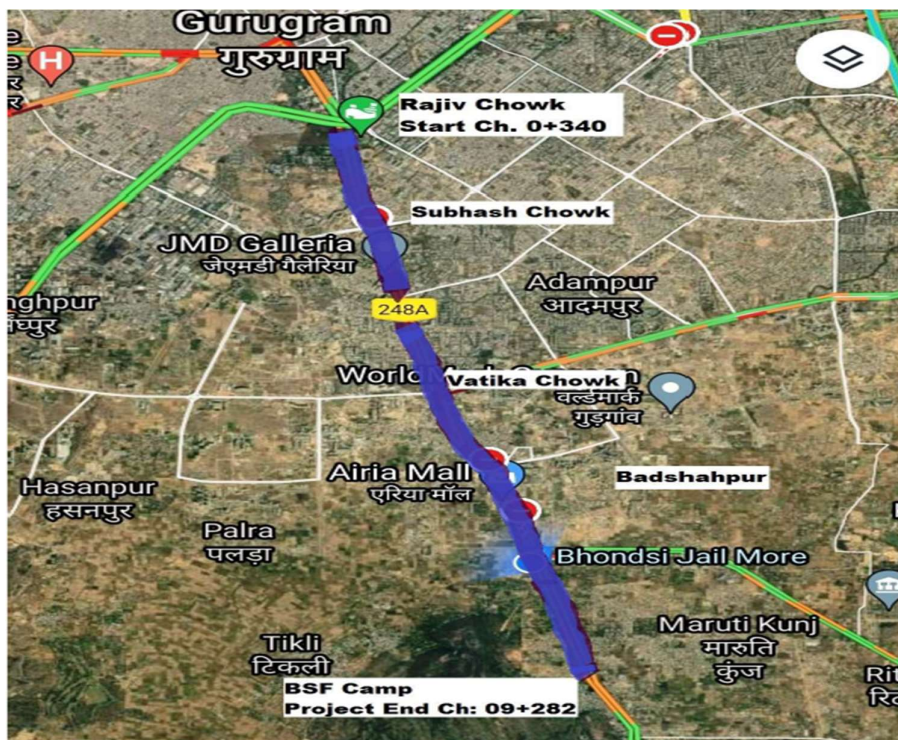 Gurugram
गुरुग्राम
H
Rajiv Chowk
Start Ch. 0+340
Subhash Chowk
JMD Galleria
जेएमडी गैलेरिया
Adampur
आदमपुर
248A
Vatika Chowk
वर्ल्डमार्क
गुड़गांव
Airia Mall
एरिया मॉल
Badshahpur
Hasanpur
हसनपुर
Palra
पलड़ा
Bhondsi Jail More
Maruti Kunj
मारुति
कुंज
Tikli
टिकली
BSF Camp
Project End Ch: 09+282